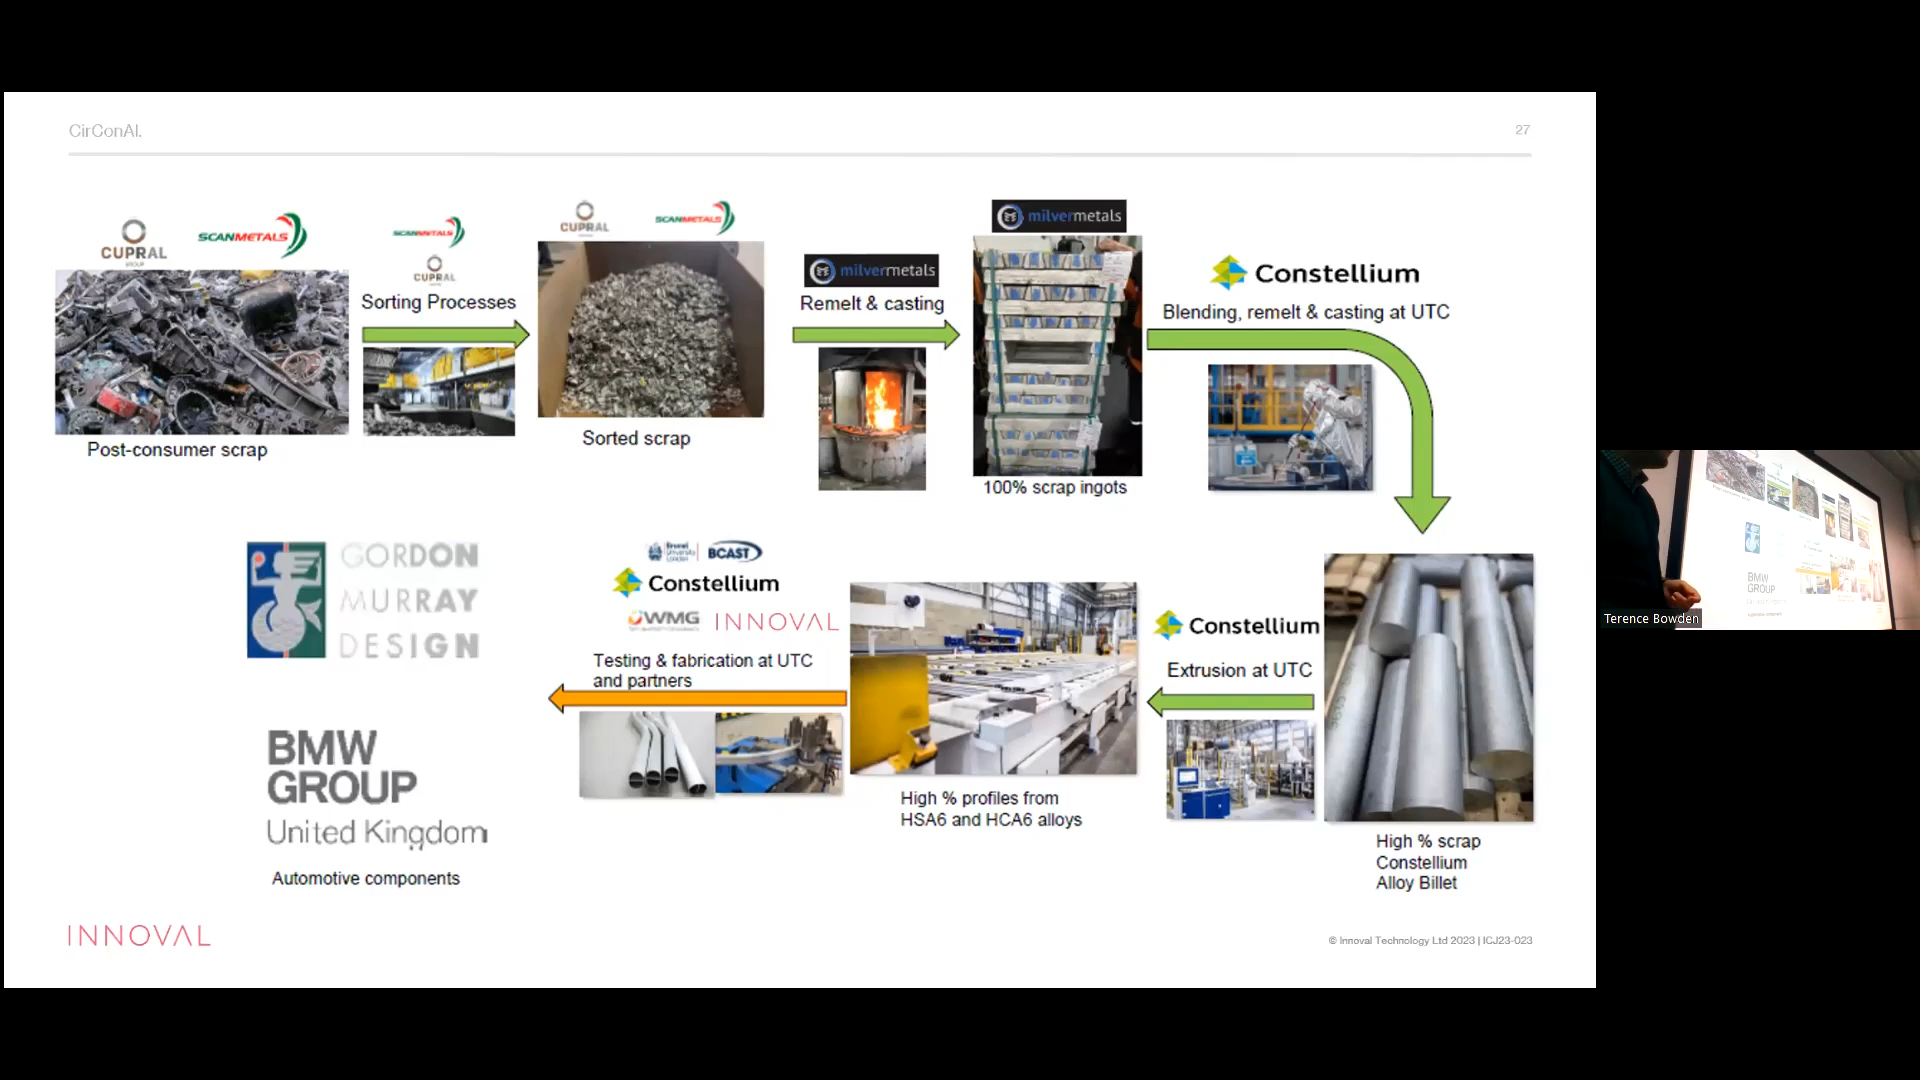 CirConAl.
27
CUPRAL
GROUP
SCANMETALS
SCANMETALS
CUPRAL
Sorting Processes
CUPRAL
SCANMETALS
milvermetals
Remelt & casting
milvermetals
Constellium
Blending, remelt & casting at UTC
Post-consumer scrap
Sorted scrap
100% scrap ingots
GORDON
MURRAY
DESIGN
Brunel
University
London
BCAST
Constellium
WMG
INNOVAL
Testing & fabrication at UTC
and partners
Constellium
Extrusion at UTC
BMW
GROUP
United Kingdom
Automotive components
High % profiles from
HSA6 and HCA6 alloys
High % scrap
Constellium
Alloy Billet
INNOVAL
© Innoval Technology Ltd 2023 | ICJ23-023
BMW
GROUP
Terence Bowden